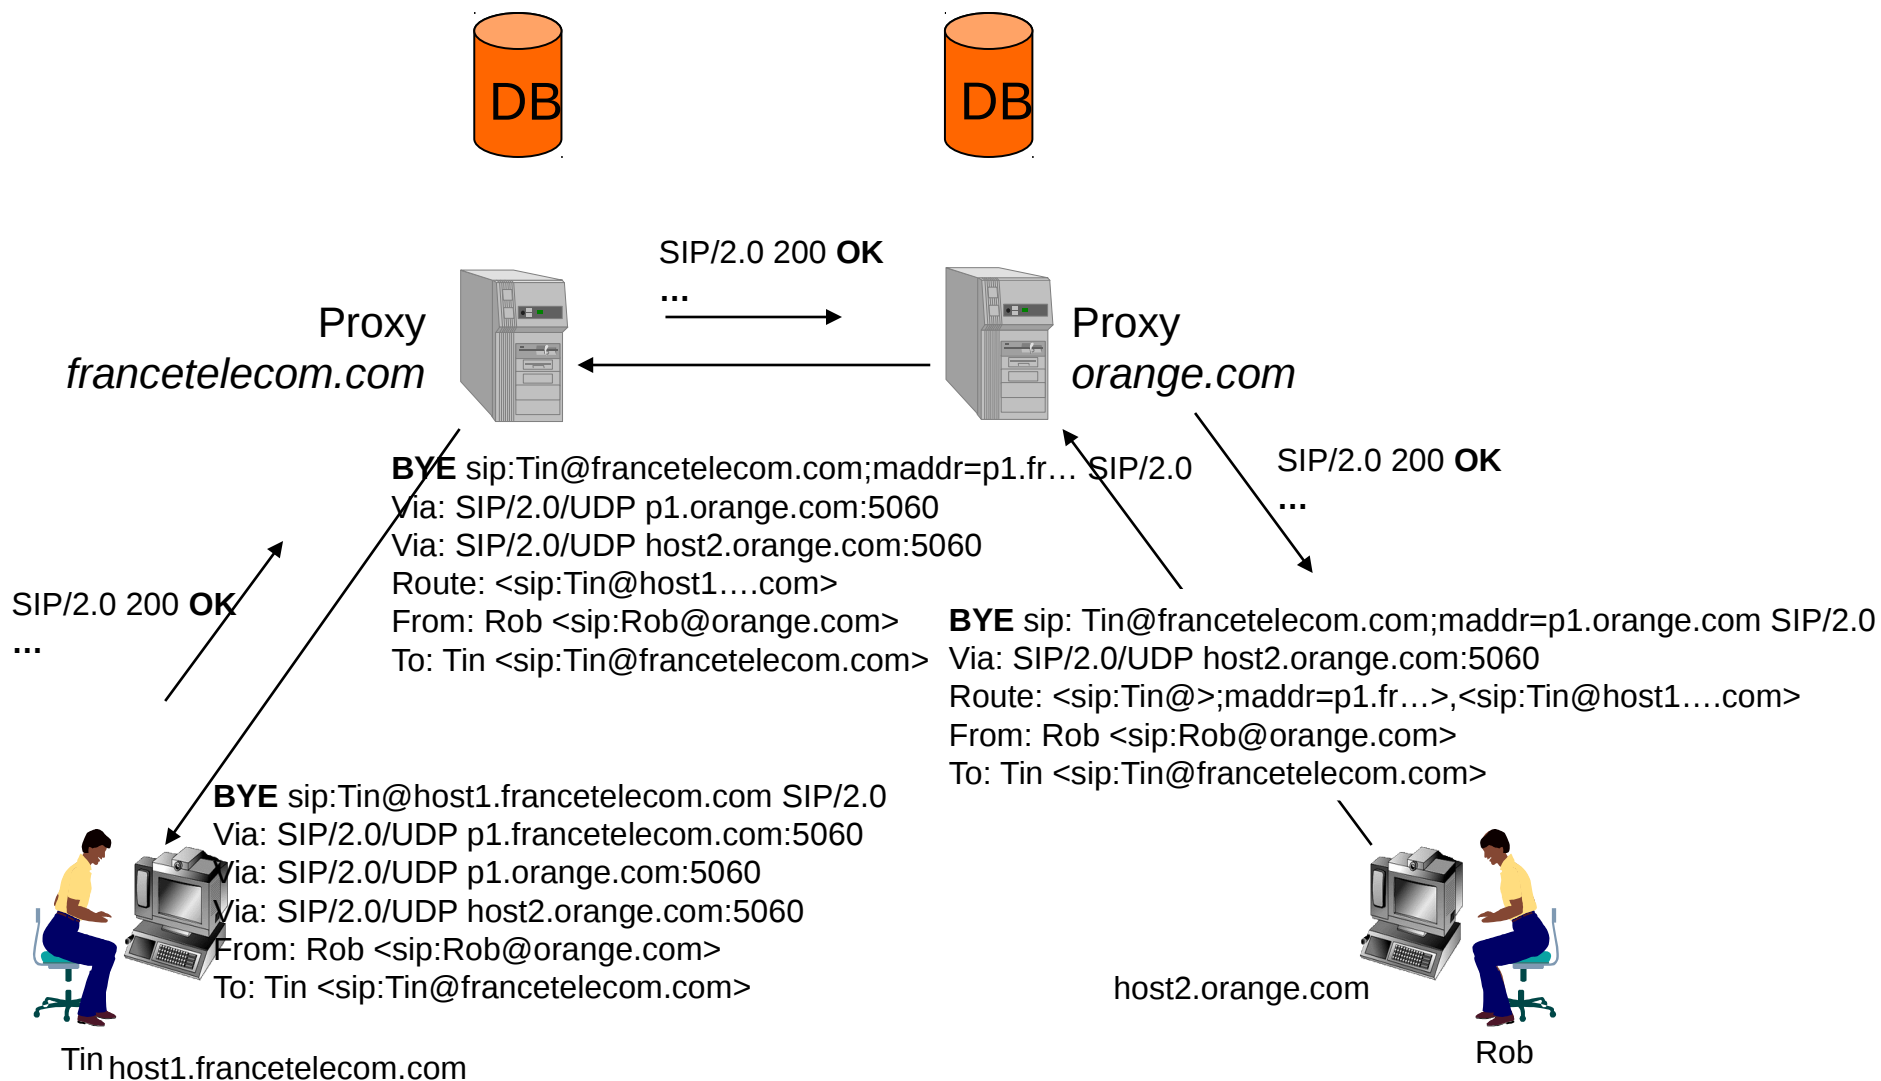 DB
DB
SIP/2.0 200 OK
...
Proxy
francetelecom.com
Proxy
orange.com
BYE sip:Tin@francetelecom.com;maddr=p1.fr… SIP/2.0
Via: SIP/2.0/UDP p1.orange.com:5060
Via: SIP/2.0/UDP host2.orange.com:5060
Route: <sip:Tin@host1….com>
From: Rob <sip:Rob@orange.com>
To: Tin <sip:Tin@francetelecom.com>
SIP/2.0 200 OK
...
SIP/2.0 200 OK
...
BYE sip: Tin@francetelecom.com;maddr=p1.orange.com SIP/2.0
Via: SIP/2.0/UDP host2.orange.com:5060
Route: <sip:Tin@>;maddr=p1.fr…>,<sip:Tin@host1….com>
From: Rob <sip:Rob@orange.com>
To: Tin <sip:Tin@francetelecom.com>
BYE sip:Tin@host1.francetelecom.com SIP/2.0
Via: SIP/2.0/UDP p1.francetelecom.com:5060
Via: SIP/2.0/UDP p1.orange.com:5060
Via: SIP/2.0/UDP host2.orange.com:5060
From: Rob <sip:Rob@orange.com>
To: Tin <sip:Tin@francetelecom.com>
host2.orange.com
Tin
host1.francetelecom.com
Rob